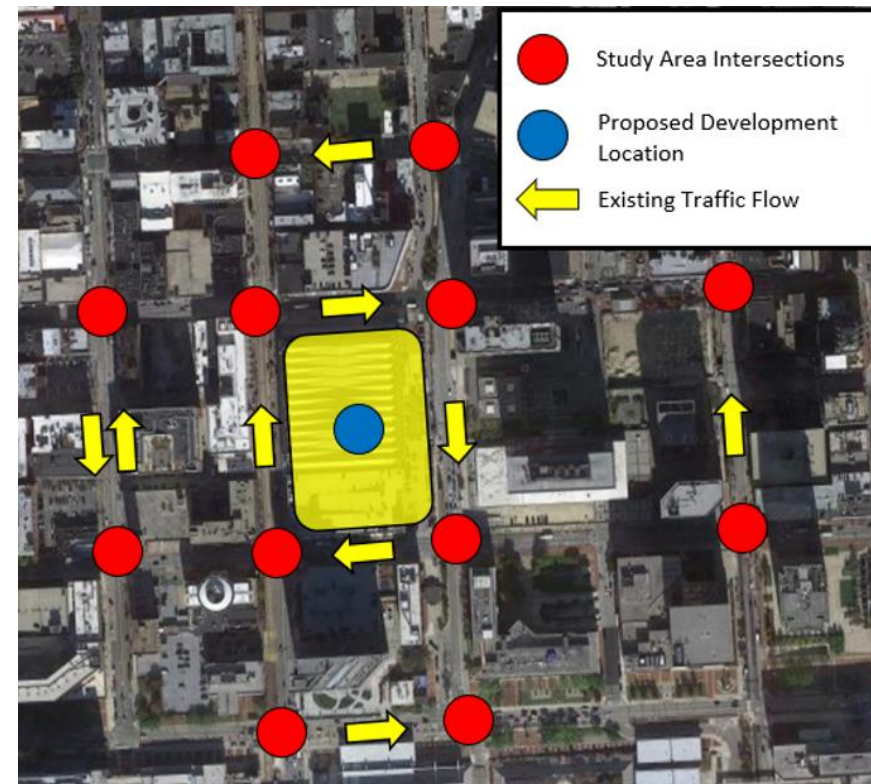 Study Area Intersections
Proposed Development
Location
Existing Traffic Flow